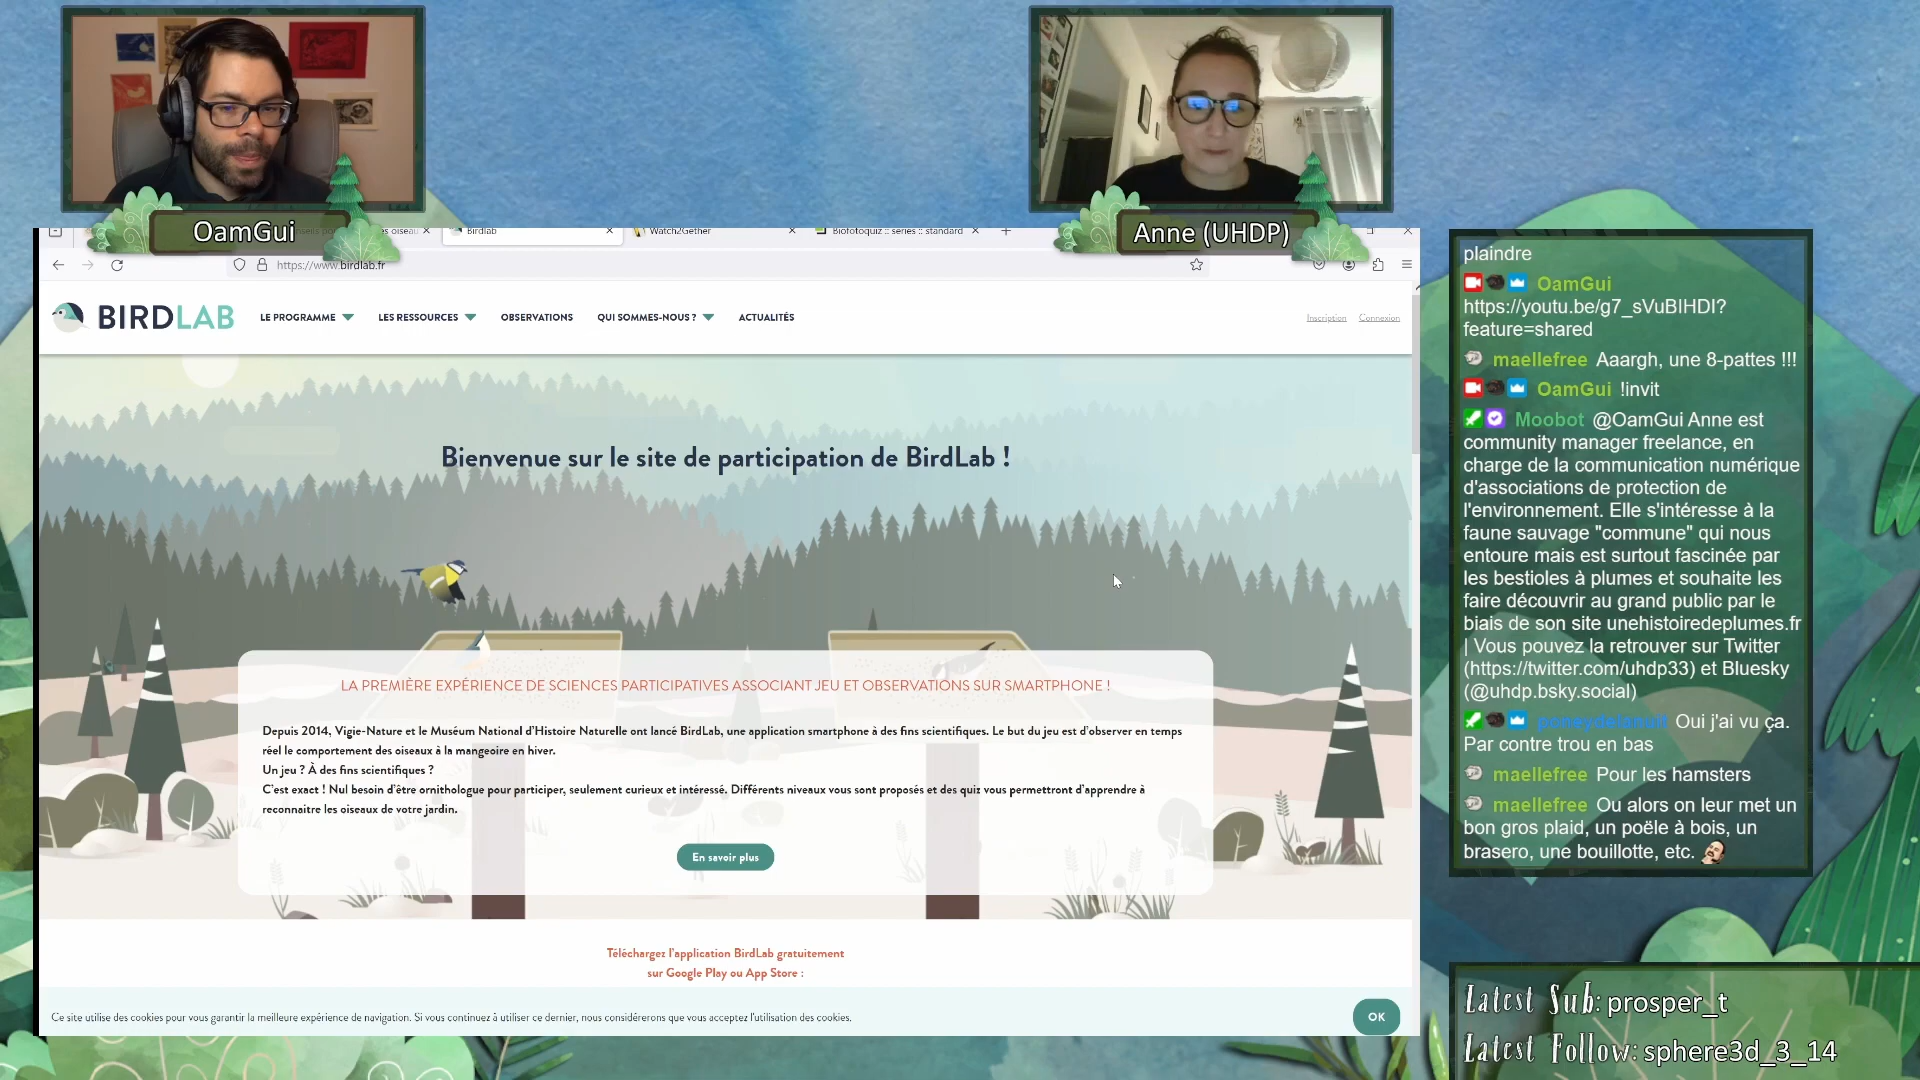 OamGui
Anne (UHDP)
Birdlab
Watch2Gether
Biofotoquiz :: series :: standard
https://www.birdlab.fr
BIRDLAB
LE PROGRAMME
LES RESSOURCES
OBSERVATIONS
QUI SOMMES-NOUS ?
ACTUALITÉS
Inscription
Connexion
Bienvenue sur le site de participation de BirdLab !
LA PREMIÈRE EXPÉRIENCE DE SCIENCES PARTICIPATIVES ASSOCIANT JEU ET OBSERVATIONS SUR SMARTPHONE !
Depuis 2014, Vigie-Nature et le Muséum National d'Histoire Naturelle ont lancé BirdLab, une application smartphone à des fins scientifiques. Le but du jeu est d'observer en temps
réel le comportement des oiseaux à la mangeoire en hiver.
Un jeu ? À des fins scientifiques ?
C'est exact ! Nul besoin d'être ornithologue pour participer, seulement curieux et intéressé. Différents niveaux vous sont proposés et des quiz vous permettront d'apprendre à
reconnaitre les oiseaux de votre jardin.
En savoir plus
Téléchargez l'application BirdLab gratuitement
sur Google Play ou App Store :
Ce site utilise des cookies pour vous garantir la meilleure expérience de navigation. Si vous continuez à utiliser ce dernier, nous considérerons que vous acceptez l'utilisation des cookies.
OK
plaindre
OamGui
https://youtu.be/g7_sVuBIHDI?
feature=shared
maellefree Aaargh, une 8-pattes !!!
OamGui !invit
Moobot @OamGui Anne est
community manager freelance, en
charge de la communication numérique
d'associations de protection de
l'environnement. Elle s'intéresse à la
faune sauvage "commune" qui nous
entoure mais est surtout fascinée par
les bestioles à plumes et souhaite les
faire découvrir au grand public par le
biais de son site unehistoiredeplumes.fr
| Vous pouvez la retrouver sur Twitter
(https://twitter.com/uhdp33) et Bluesky
(@uhdp.bsky.social)
poneydelanuit Oui j'ai vu ça.
Par contre trou en bas
maellefree Pour les hamsters
maellefree Ou alors on leur met un
bon gros plaid, un poële à bois, un
brasero, une bouillotte, etc.
Latest Sub: prosper_t
Latest Follow: sphere3d_3_14